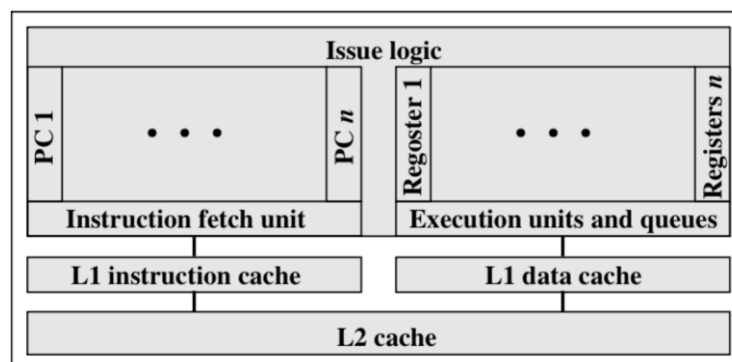 Issue logic
PC 1
• • •
PC n
Regoster 1
• • •
Registers n
Instruction fetch unit
Execution units and queues
L1 instruction cache
L1 data cache
L2 cache